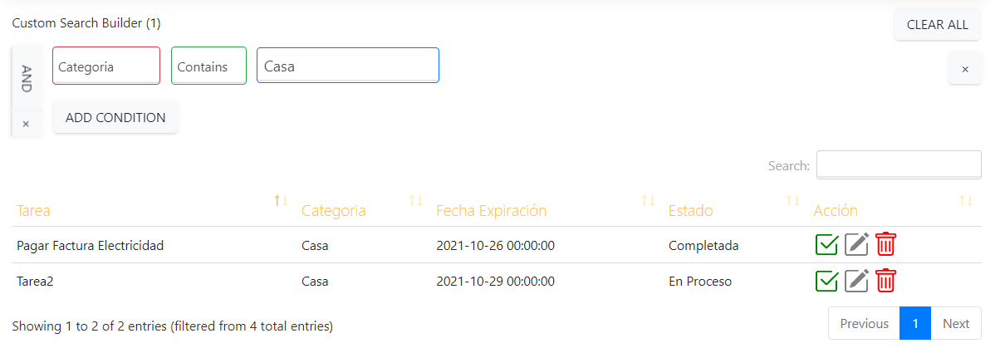 Custom Search Builder (1)
CLEAR ALL
AND
×
Categoria
Contains
Casa
×
ADD CONDITION
Search:
Tarea Categoria Fecha Expiración Estado Acción
Pagar Factura Electricidad Casa 2021-10-26 00:00:00 Completada
Tarea2 Casa 2021-10-29 00:00:00 En Proceso
Showing 1 to 2 of 2 entries (filtered from 4 total entries)
Previous 1 Next